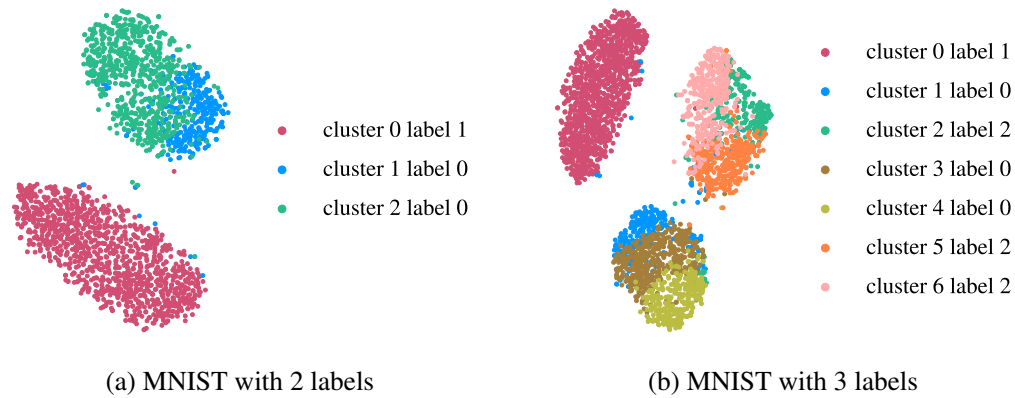 cluster 0 label 1
cluster 1 label 0
cluster 2 label 0
(a) MNIST with 2 labels
cluster 0 label 1
cluster 1 label 0
cluster 2 label 2
cluster 3 label 0
cluster 4 label 0
cluster 5 label 2
cluster 6 label 2
(b) MNIST with 3 labels